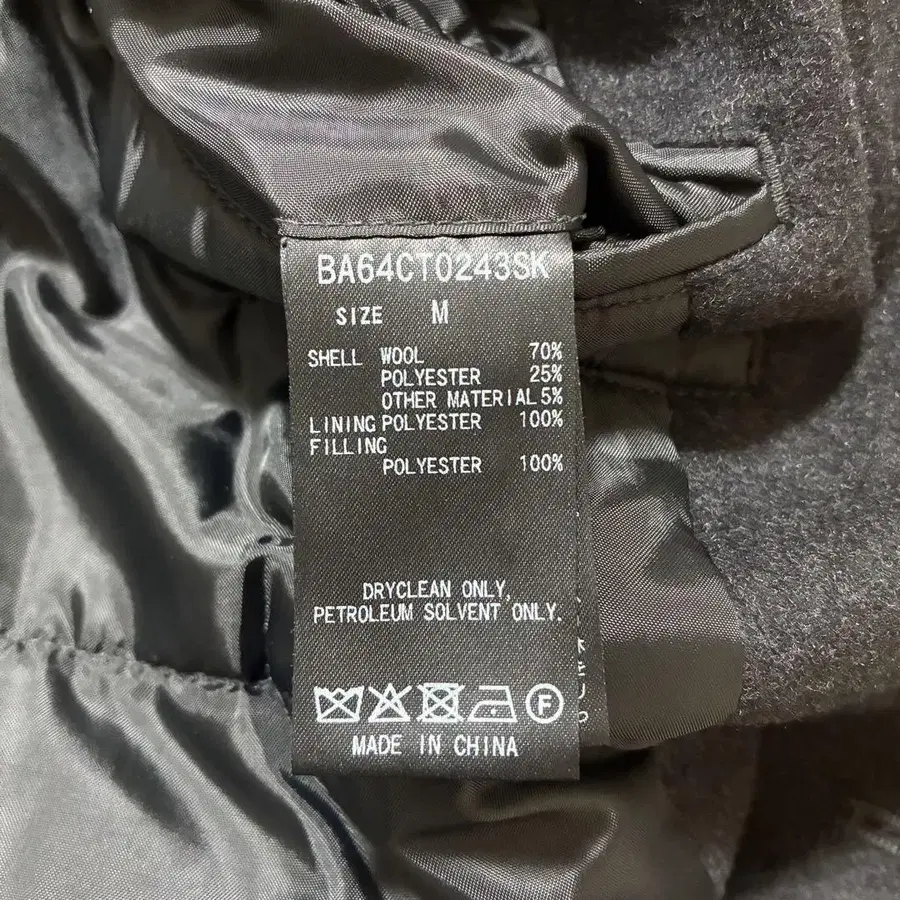 BA64CT0243SK
SIZE M
SHELL WOOL 70%
POLYESTER 25%
OTHER MATERIAL 5%
LINING POLYESTER 100%
FILLING
POLYESTER 100%
DRYCLEAN ONLY,
PETROLEUM SOLVENT ONLY.
F
MADE IN CHINA